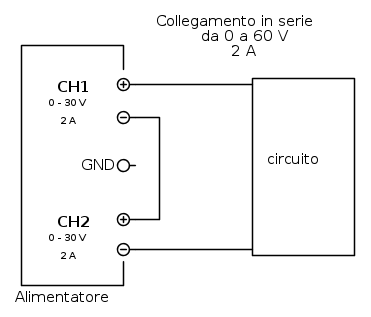 Collegamento in serie
da 0 a 60 V
2 A
CH1
0 - 30 V
2 A
GND
circuito
CH2
0 - 30 V
2 A
Alimentatore